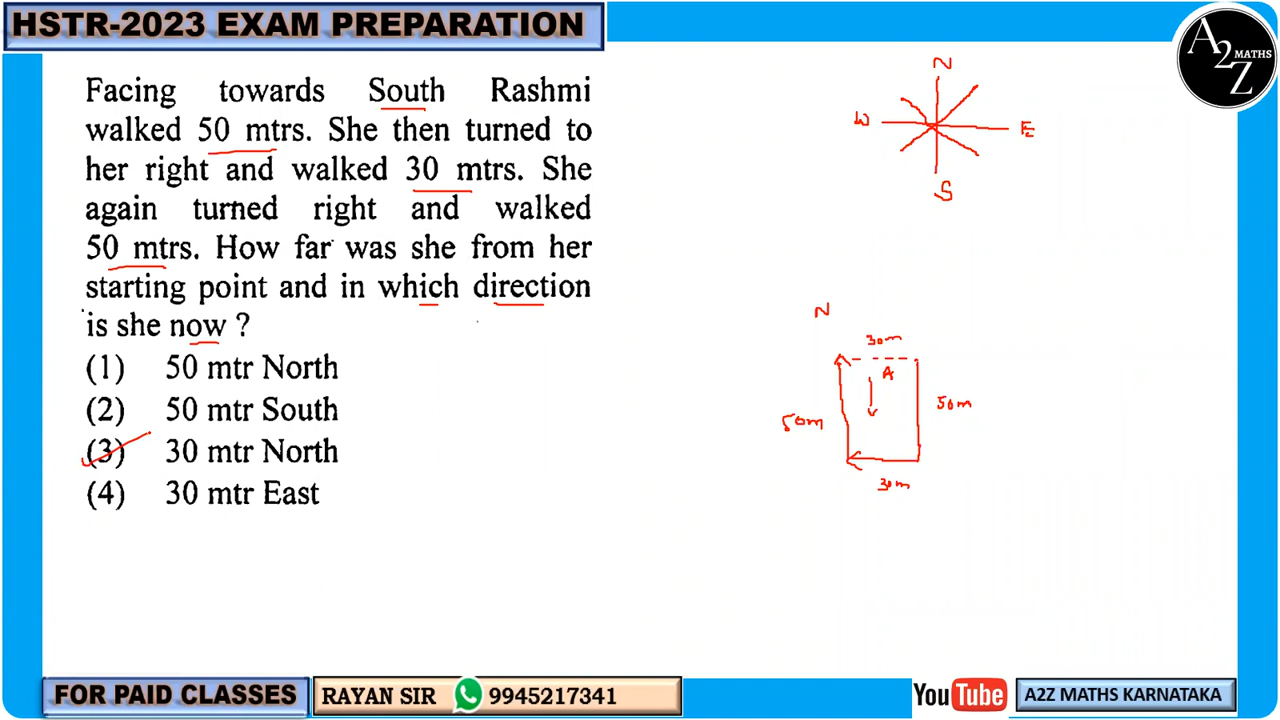 HSTR-2023 EXAM PREPARATION
A2Z MATHS
Facing towards South Rashmi
walked 50 mtrs. She then turned to
her right and walked 30 mtrs. She
again turned right and walked
50 mtrs. How far was she from her
starting point and in which direction
is she now ?
(1) 50 mtr North
(2) 50 mtr South
(3) 30 mtr North
(4) 30 mtr East
N
W E
S
N
30m
A
50m
50m
30m
FOR PAID CLASSES
RAYAN SIR 9945217341
YouTube
A2Z MATHS KARNATAKA